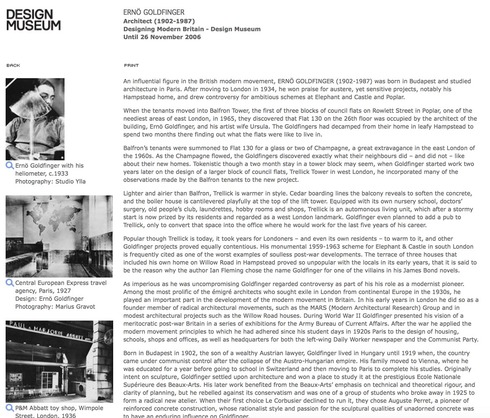 DESIGN
MUSEUM
ERNÖ GOLDFINGER
Architect (1902-1987)
Designing Modern Britain - Design Museum
Until 26 November 2006
BACK
PRINT
An influential figure in the British modern movement, ERNÖ GOLDFINGER (1902-1987) was born in Budapest and studied
architecture in Paris. After moving to London in 1934, he won praise for austere, yet sensitive projects, notably his
Hampstead home, and drew controversy for ambitious schemes at Elephant and Castle and Poplar.
When the tenants moved into Balfron Tower, the first of three blocks of council flats on Rowlett Street in Poplar, one of the
neediest areas of east London, in 1965, they discovered that Flat 130 on the 26th floor was occupied by the architect of the
building, Ernö Goldfinger, and his artist wife Ursula. The Goldfingers had decamped from their home in leafy Hampstead to
spend two months there finding out what the flats were like to live in.
Balfron's tenants were summoned to Flat 130 for a glass or two of Champagne, a great extravagance in the east London of
the 1960s. As the Champagne flowed, the Goldfingers discovered exactly what their neighbours did – and did not – like
about their new homes. Tokenistic though a two month stay in a tower block may seem, when Goldfinger started work two
years later on the design of a larger block of council flats, Trellick Tower in west London, he incorporated many of the
observations made by the Balfron tenants to the new project.
Lighter and airier than Balfron, Trellick is warmer in style. Cedar boarding lines the balcony reveals to soften the concrete,
and the boiler house is cantilevered playfully at the top of the lift tower. Equipped with its own nursery school, doctors'
surgery, old people's club, laundrettes, hobby rooms and shops, Trellick is an autonomous living unit, which after a stormy
start is now prized by its residents and regarded as a west London landmark. Goldfinger even planned to add a pub to
Trellick, only to convert that space into the office where he would work for the last five years of his career.
Popular though Trellick is today, it took years for Londoners – and even its own residents – to warm to it, and other
Goldfinger projects proved equally contentious. His monumental 1959-1963 scheme for Elephant & Castle in south London
is frequently cited as one of the worst examples of soulless post-war developments. The terrace of three houses that
included his own home on Willow Road in Hampstead proved so unpopular with the locals in its early years, that it is said to
be the reason why the author Ian Fleming chose the name Goldfinger for one of the villains in his James Bond novels.
As imperious as he was uncompromising Goldfinger regarded controversy as part of his his role as a modernist pioneer.
Among the most prolific of the émigré architects who sought exile in London from continental Europe in the 1930s, he
played an important part in the development of the modern movement in Britain. In his early years in London he did so as a
founder member of radical architectural movements, such as the MARS (Modern Architectural Research) Group and in
modest architectural projects such as the Willow Road houses. During World War II Goldfinger presented his vision of a
meritocratic post-war Britain in a series of exhibitions for the Army Bureau of Current Affairs. After the war he applied the
modern movement principles to which he had adhered since his student days in 1920s Paris to the design of housing,
schools, shops and offices, as well as headquarters for both the left-wing Daily Worker newspaper and the Communist Party.
Born in Budapest in 1902, the son of a wealthy Austrian lawyer, Goldfinger lived in Hungary until 1919 when, the country
came under communist control after the collapse of the Austro-Hungarian empire. His family moved to Vienna, where he
was educated for a year before going to school in Switzerland and then moving to Paris to complete his studies. Originally
intent on sculpture, Goldfinger settled upon architecture and won a place to study it at the prestigious Ecole Nationale
Supérieure des Beaux-Arts. His later work benefited from the Beaux-Arts' emphasis on technical and theoretical rigour, and
clarity of planning, but he rebelled against its conservatism and was one of a group of students who broke away in 1925 to
form a radical new atelier. When their first choice Le Corbusier declined to run it, they chose Auguste Perret, a pioneer of
reinforced concrete construction, whose rationalist style and passion for the sculptural qualities of unadorned concrete was
to have an enduring influence on Goldfinger.
Ernö Goldfinger with his
heliometer, c.1933
Photography: Studio Ylla
Central European Express travel
agency, Paris, 1927
Design: Ernö Goldfinger
Photography: Marius Gravot
PAUL & MARJORIE ABBATT LTD
P&M Abbatt toy shop, Wimpole
Street, London, 1936